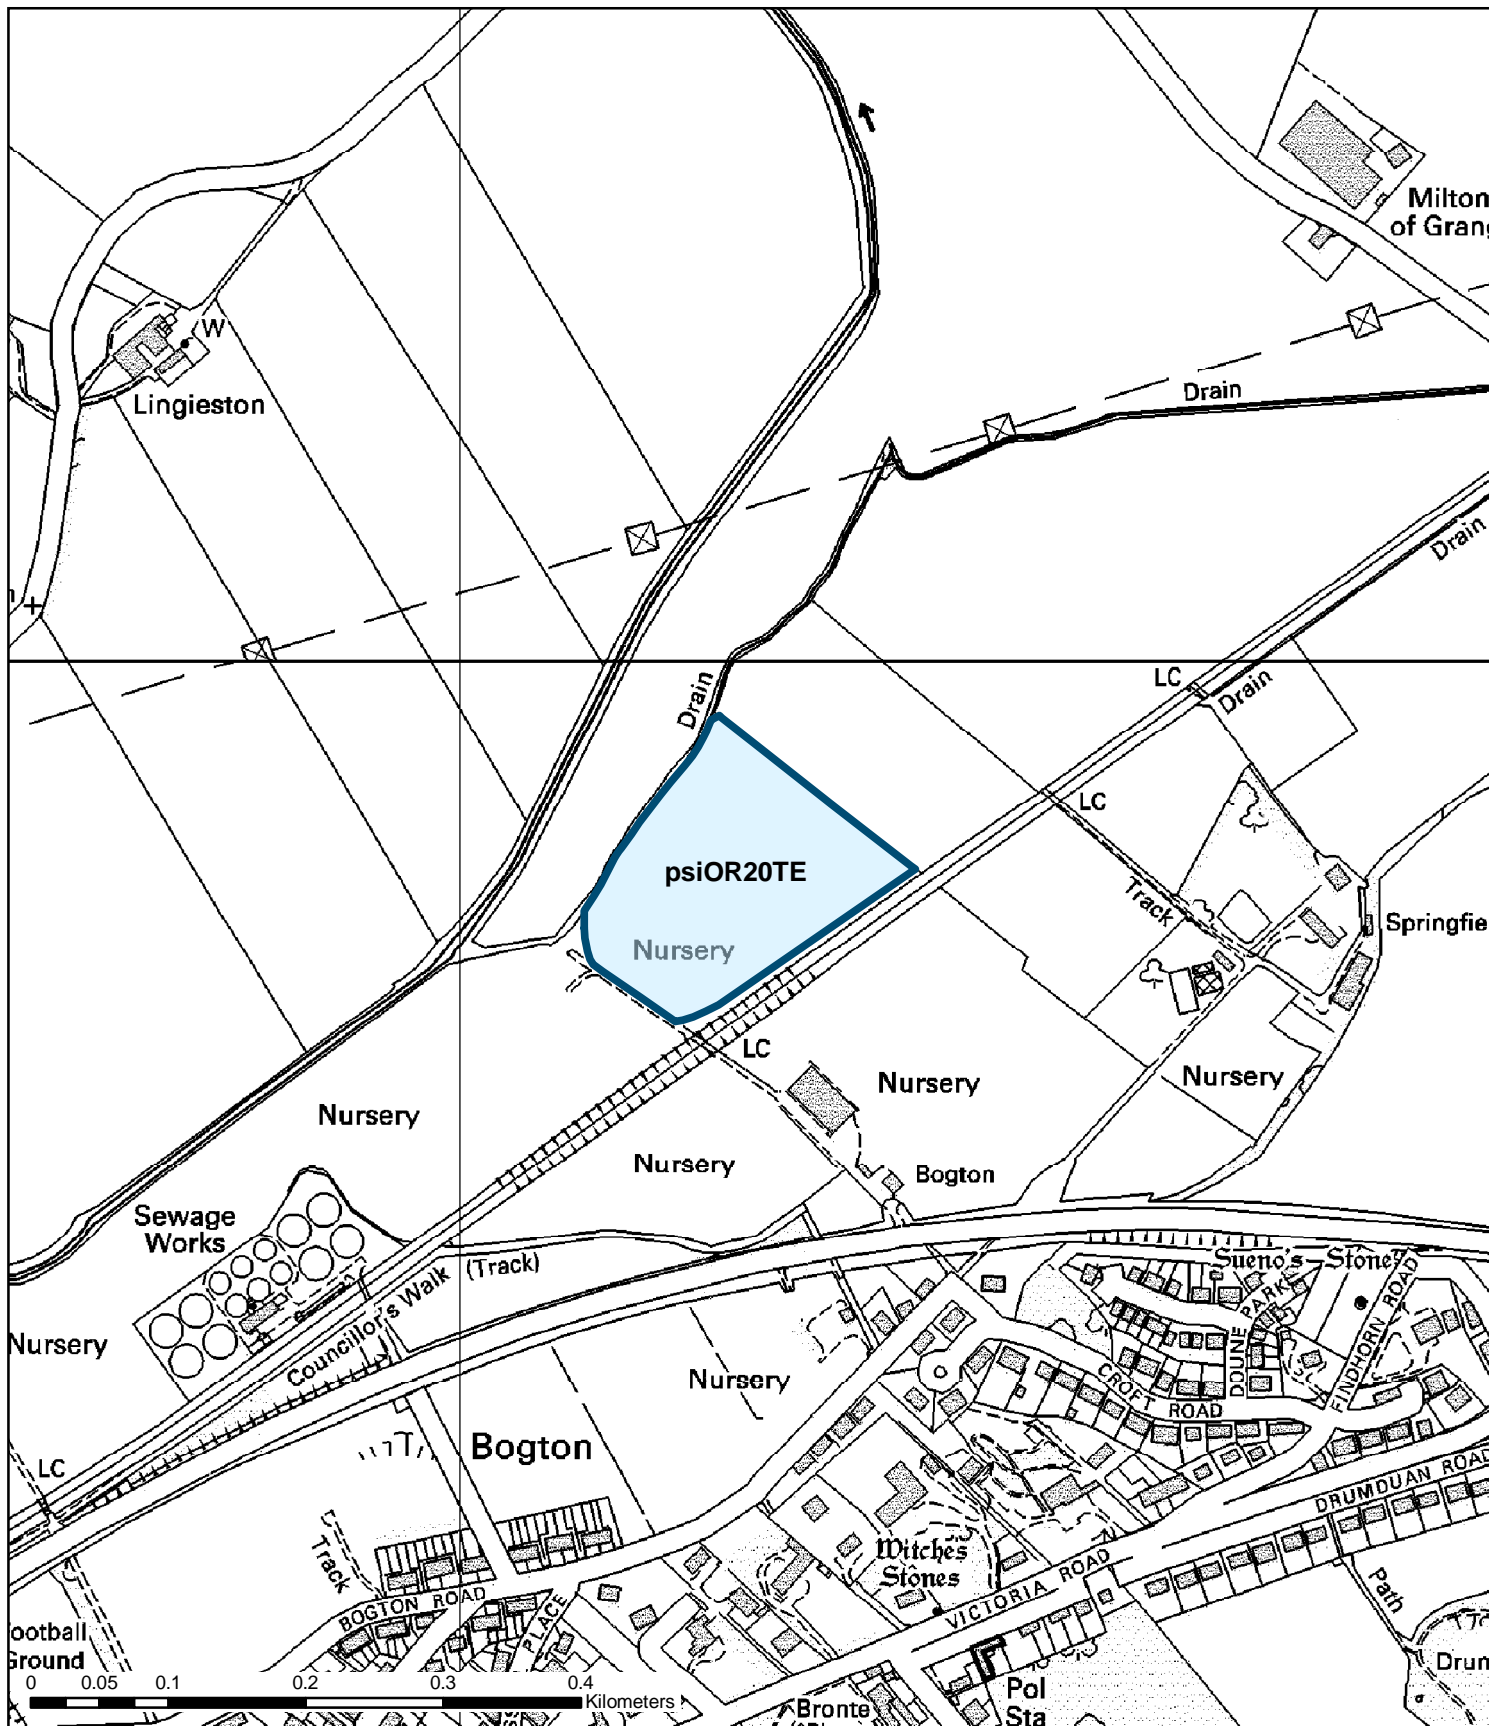 Milton
of Grang
W
Lingieston
Drain
Drain
LC
Drain
Drain
LC
psiOR20TE
Track
Springfie
Nursery
LC
Nursery
Nursery
Nursery
Nursery
Bogton
Sewage
Works
(Track)
Councillor's Walk
Sueno's Stone
Nursery
PARK
FINDHORN ROAD
DOUNE
Nursery
CROFT
ROAD
Bogton
LC
DRUMDUAN ROAD
Witches
Stones
Track
VICTORIA ROAD
BOGTON ROAD
Path
PLACE
ootball
Ground
Drum
0 0.05 0.1 0.2 0.3 0.4
Kilometers
Pol
Sta
Bronte